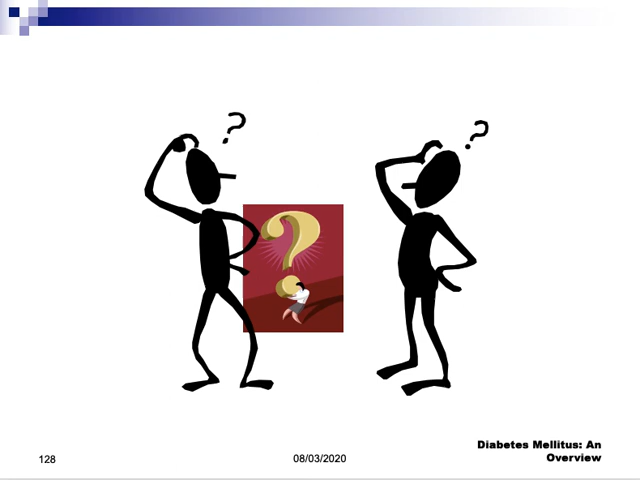 ?
?
?
128
08/03/2020
Diabetes Mellitus: An
Overview